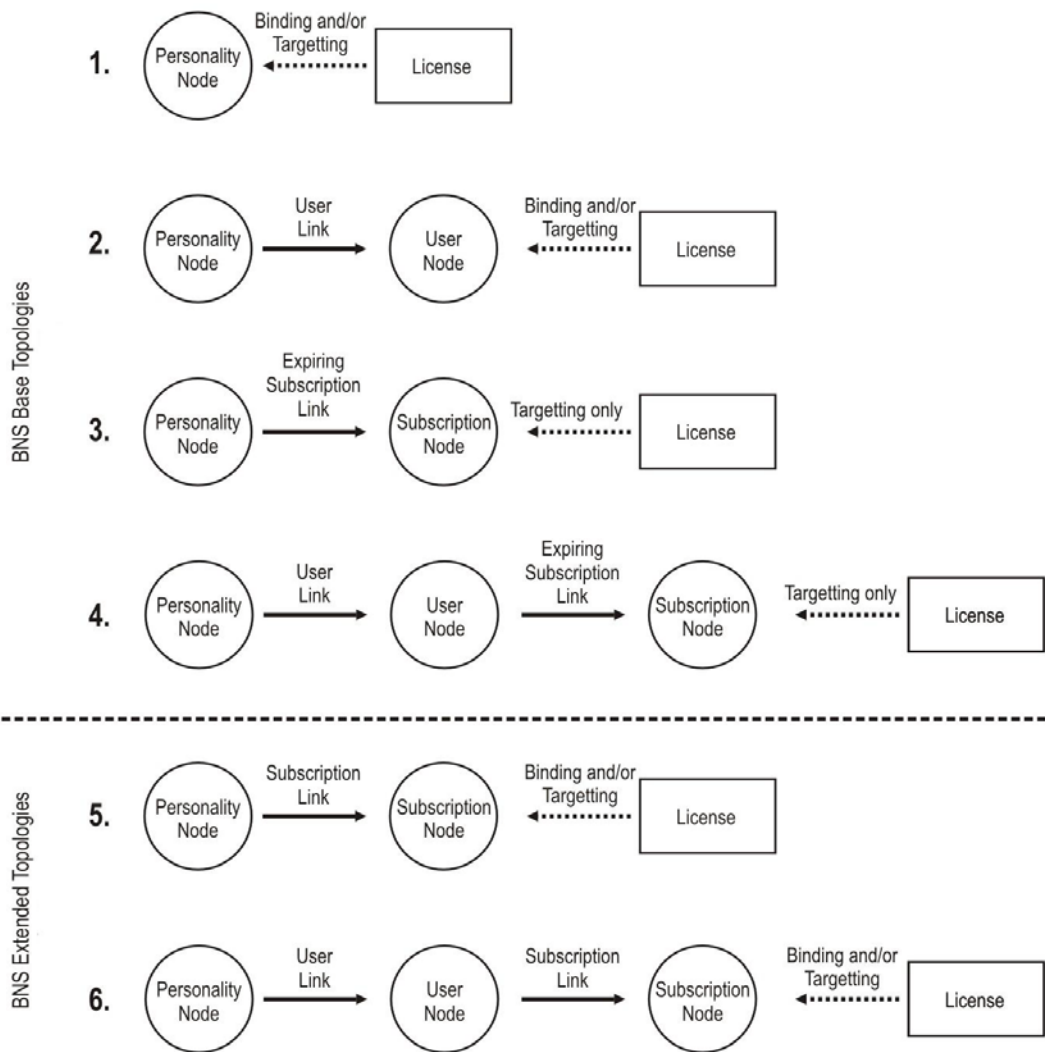 BNS Base Topologies
1.
Personality
Node
Binding and/or
Targetting
License
2.
Personality
Node
User
Link
User
Node
Binding and/or
Targetting
License
3.
Personality
Node
Expiring
Subscription
Link
Subscription
Node
Targetting only
License
4.
Personality
Node
User
Link
User
Node
Expiring
Subscription
Link
Subscription
Node
Targetting only
License
BNS Extended Topologies
5.
Personality
Node
Subscription
Link
Subscription
Node
Binding and/or
Targetting
License
6.
Personality
Node
User
Link
User
Node
Subscription
Link
Subscription
Node
Binding and/or
Targetting
License